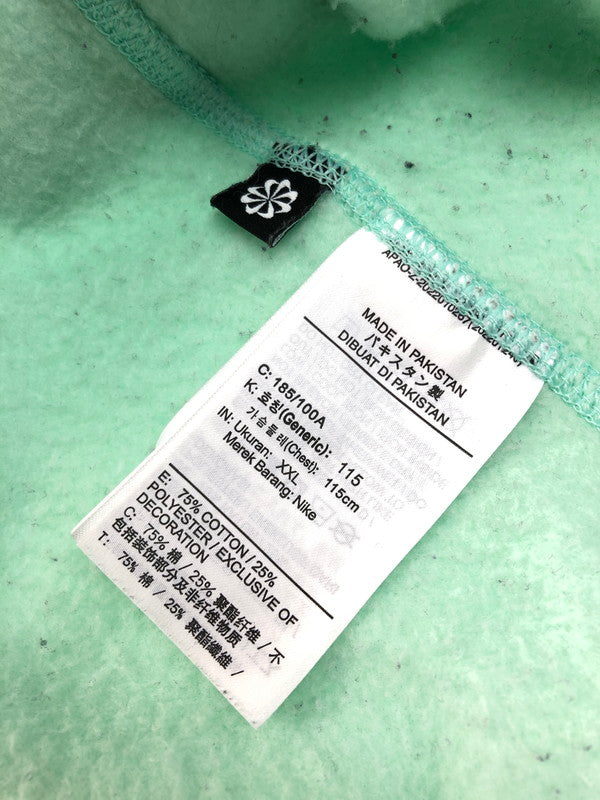 MADE IN PAKISTAN
パキスタン製
DIBUAT DI PAKISTAN
C: 185/100A
K: 호칭(Generic): 115
가슴둘레(Chest): 115cm
IN: Ukuran: XXL
Merek Barang: Nike
E: 75% COTTON / 25%
POLYESTER / EXCLUSIVE OF
DECORATION
C: 75% 棉 / 25% 聚酯纤维 / 不
包括装饰部分及非纤维物质
T: 75% 棉 / 25% 聚酯纖維 /